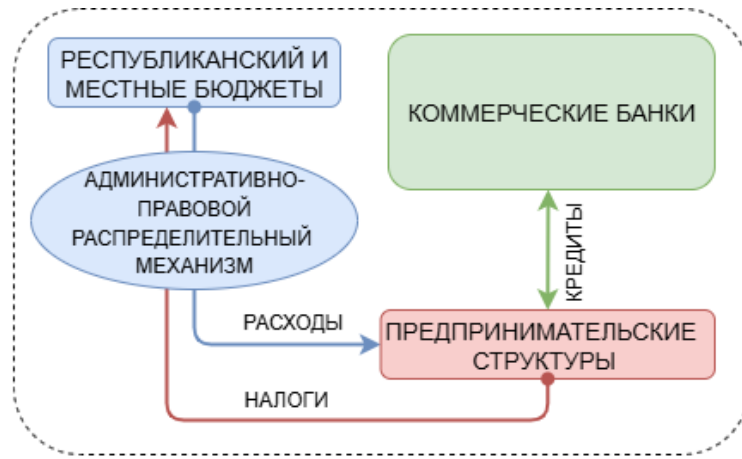 РЕСПУБЛИКАНСКИЙ И
МЕСТНЫЕ БЮДЖЕТЫ
КОММЕРЧЕСКИЕ БАНКИ
АДМИНИСТРАТИВНО-
ПРАВОВОЙ
РАСПРЕДЕЛИТЕЛЬНЫЙ
МЕХАНИЗМ
КРЕДИТЫ
РАСХОДЫ
ПРЕДПРИНИМАТЕЛЬСКИЕ
СТРУКТУРЫ
НАЛОГИ